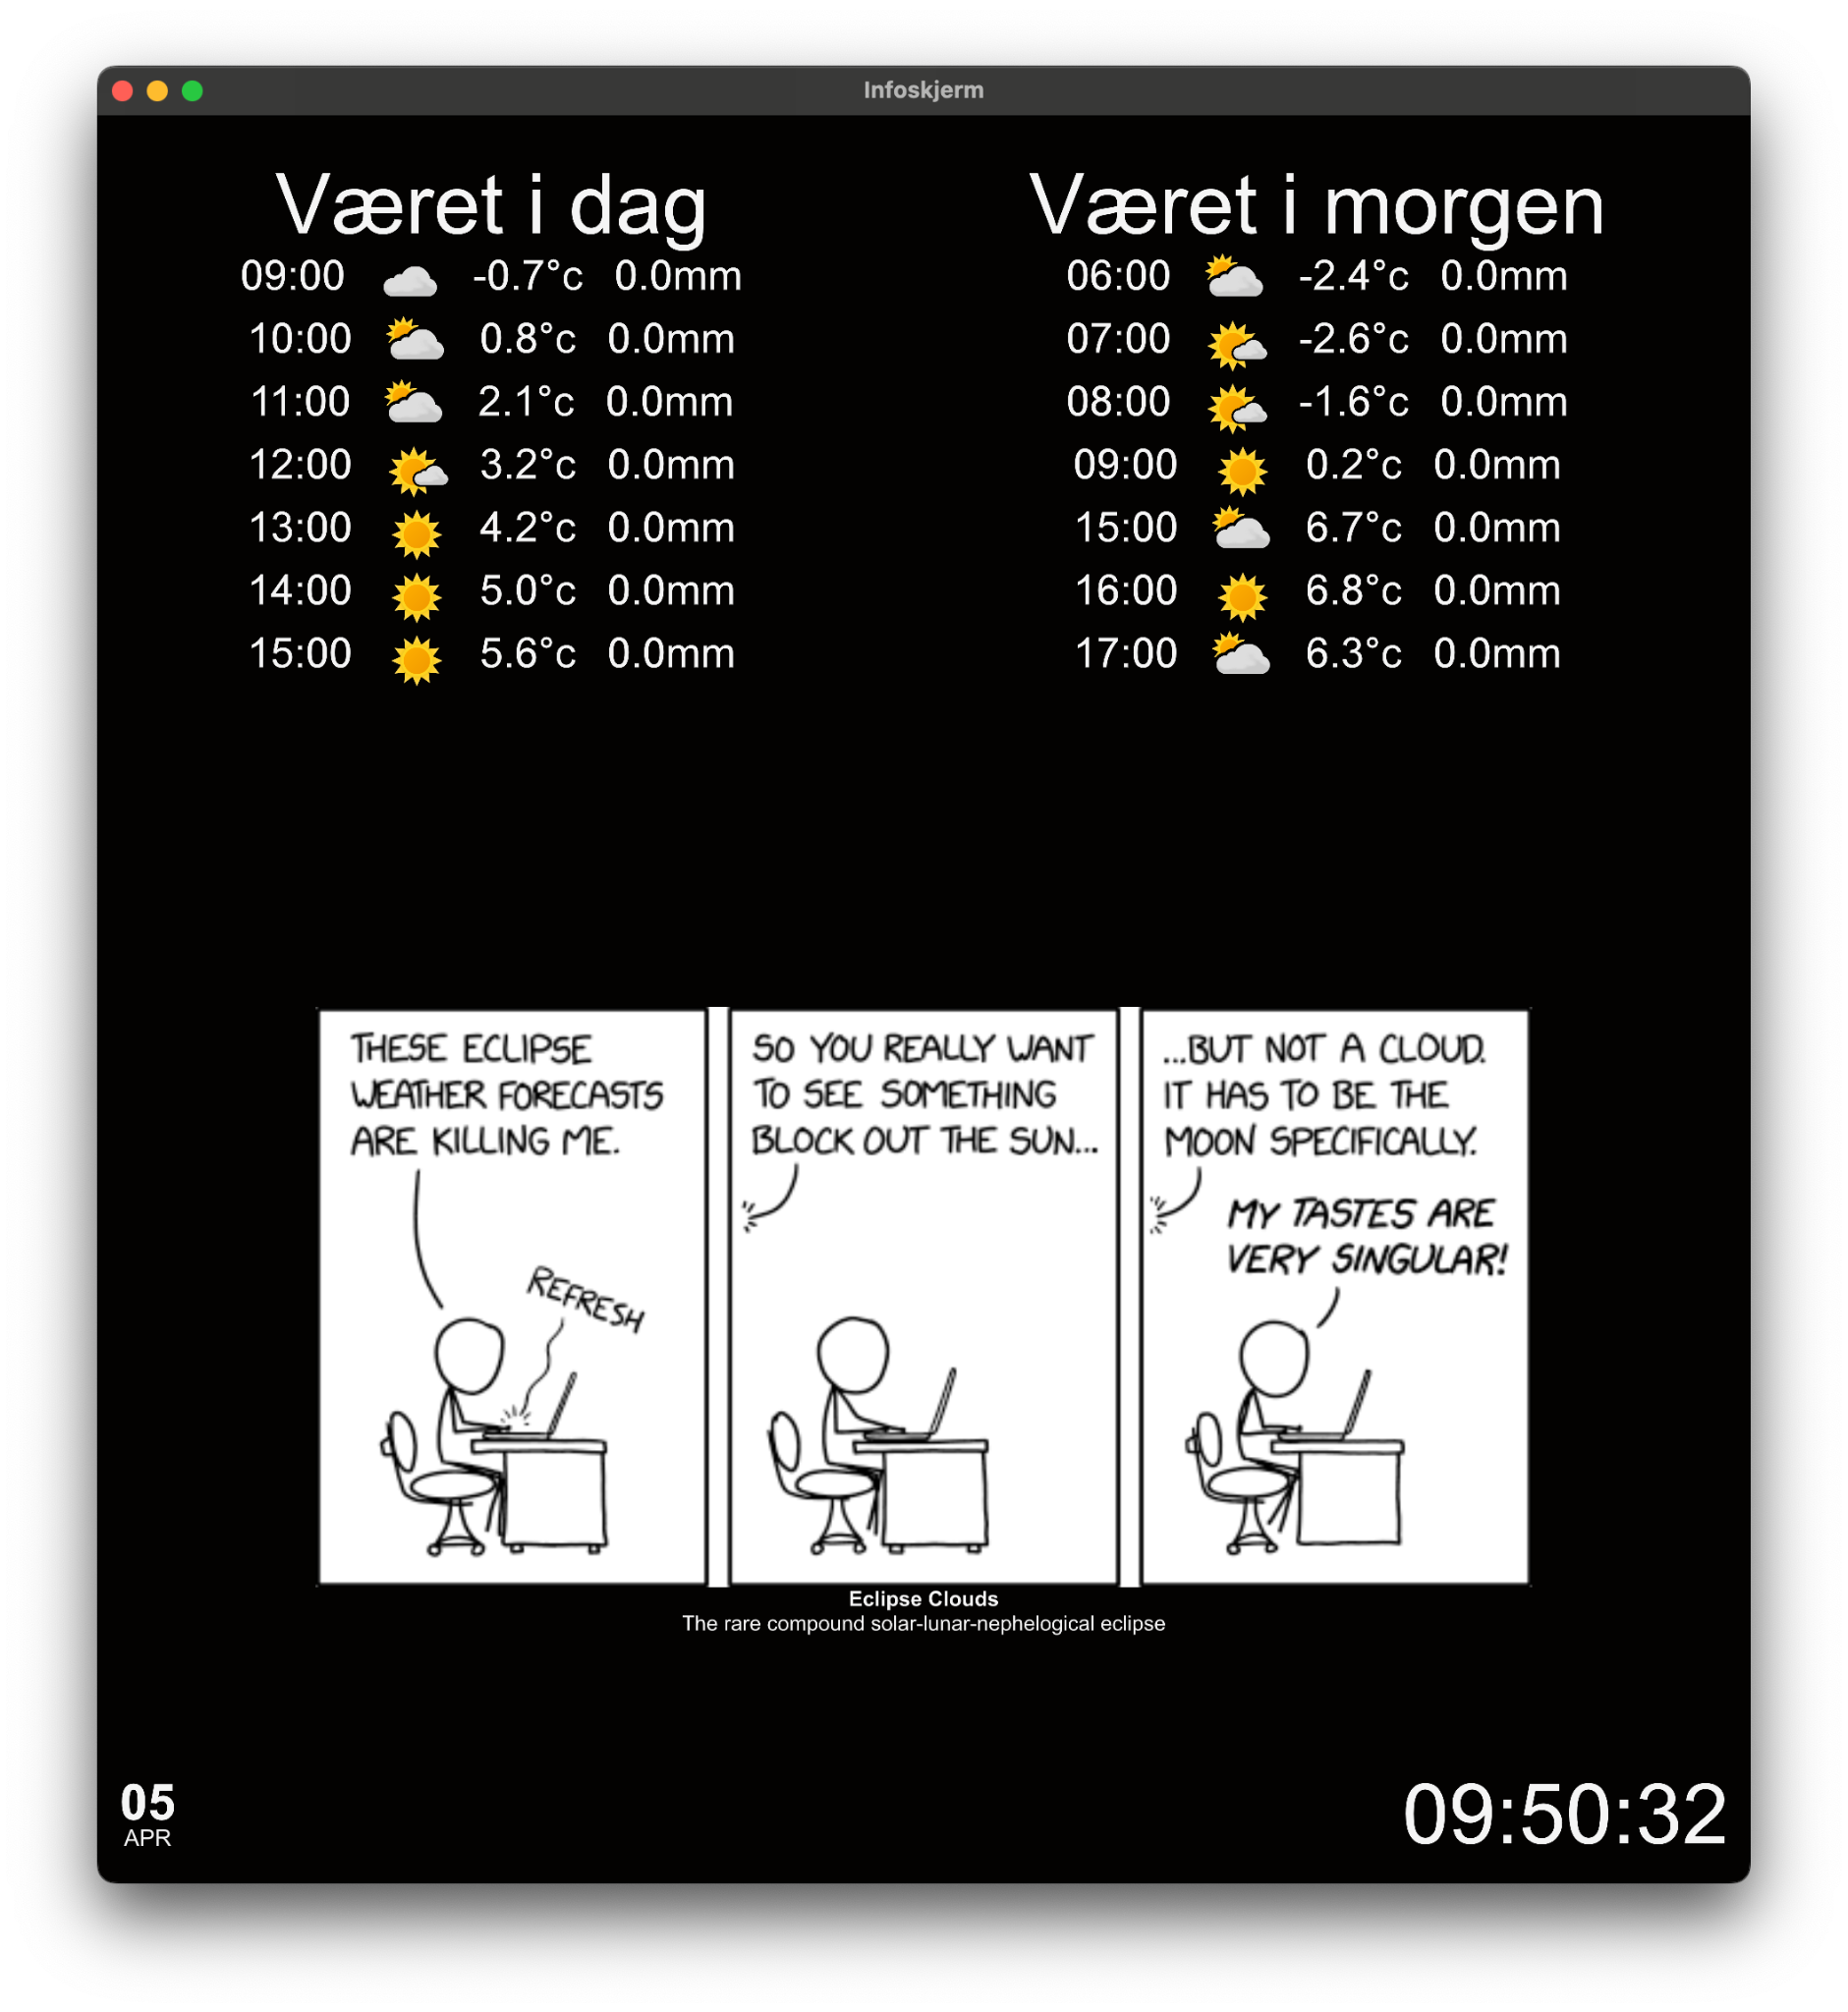 Infoskjerm
Været i dag
09:00 -0.7°c 0.0mm
10:00 0.8°c 0.0mm
11:00 2.1°c 0.0mm
12:00 3.2°c 0.0mm
13:00 4.2°c 0.0mm
14:00 5.0°c 0.0mm
15:00 5.6°c 0.0mm
Været i morgen
06:00 -2.4°c 0.0mm
07:00 -2.6°c 0.0mm
08:00 -1.6°c 0.0mm
09:00 0.2°c 0.0mm
15:00 6.7°c 0.0mm
16:00 6.8°c 0.0mm
17:00 6.3°c 0.0mm
THESE ECLIPSE
WEATHER FORECASTS
ARE KILLING ME.
REFRESH
SO YOU REALLY WANT
TO SEE SOMETHING
BLOCK OUT THE SUN...
...BUT NOT A CLOUD.
IT HAS TO BE THE
MOON SPECIFICALLY.
MY TASTES ARE
VERY SINGULAR!
Eclipse Clouds
The rare compound solar-lunar-nephelogical eclipse
05
APR
09:50:32